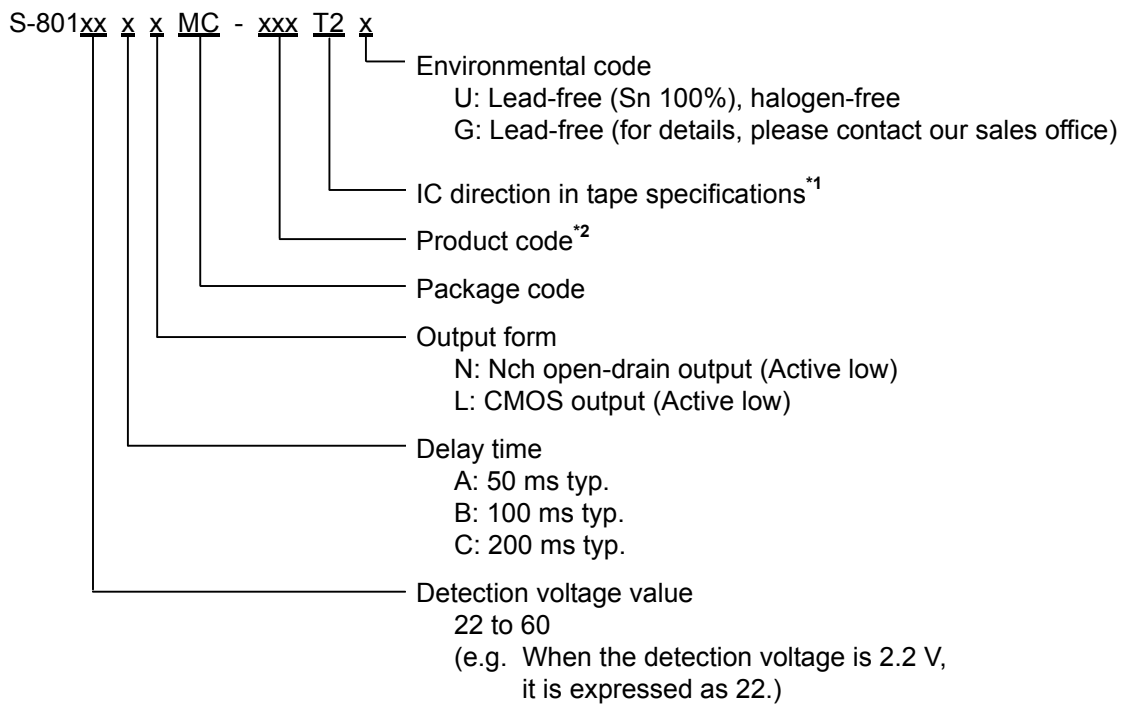 S-801xx x x MC - xxx T2 x
Environmental code
U: Lead-free (Sn 100%), halogen-free
G: Lead-free (for details, please contact our sales office)
IC direction in tape specifications*1
Product code*2
Package code
Output form
N: Nch open-drain output (Active low)
L: CMOS output (Active low)
Delay time
A: 50 ms typ.
B: 100 ms typ.
C: 200 ms typ.
Detection voltage value
22 to 60
(e.g. When the detection voltage is 2.2 V,
it is expressed as 22.)